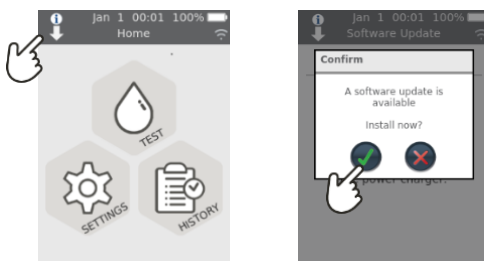 Jan 1 00:01 100%
Home
TEST
SETTINGS
HISTORY
Jan 1 00:01 100%
Software Update
Confirm
A software update is
available
Install now?
power charger.